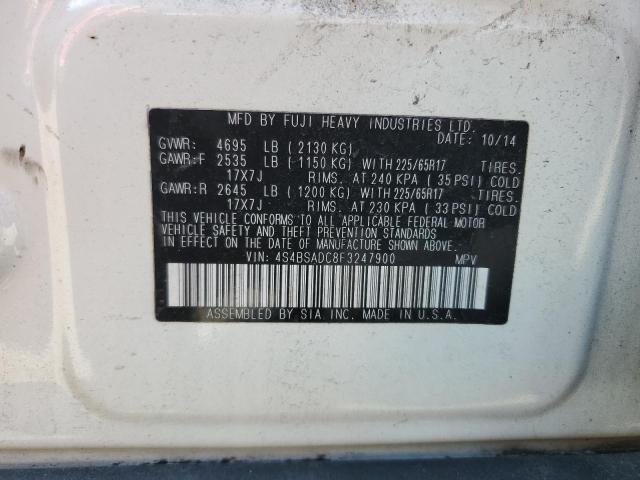 MFD BY FUJI HEAVY INDUSTRIES LTD.
DATE: 10/14
GVWR: 4695 LB (2130 KG)
GAWR:F 2535 LB (1150 KG) WITH 225/65R17 TIRES.
17X7J RIMS. AT 240 KPA (35 PSI) COLD
GAWR:R 2645 LB (1200 KG) WITH 225/65R17 TIRES.
17X7J RIMS. AT 230 KPA (33 PSI) COLD
THIS VEHICLE CONFORMS TO ALL APPLICABLE FEDERAL MOTOR
VEHICLE SAFETY AND THEFT PREVENTION STANDARDS
IN EFFECT ON THE DATE OF MANUFACTURE SHOWN ABOVE.
VIN: 4S4BSADC8F3247900 MPV
ASSEMBLED BY SIA. INC. MADE IN U.S.A.